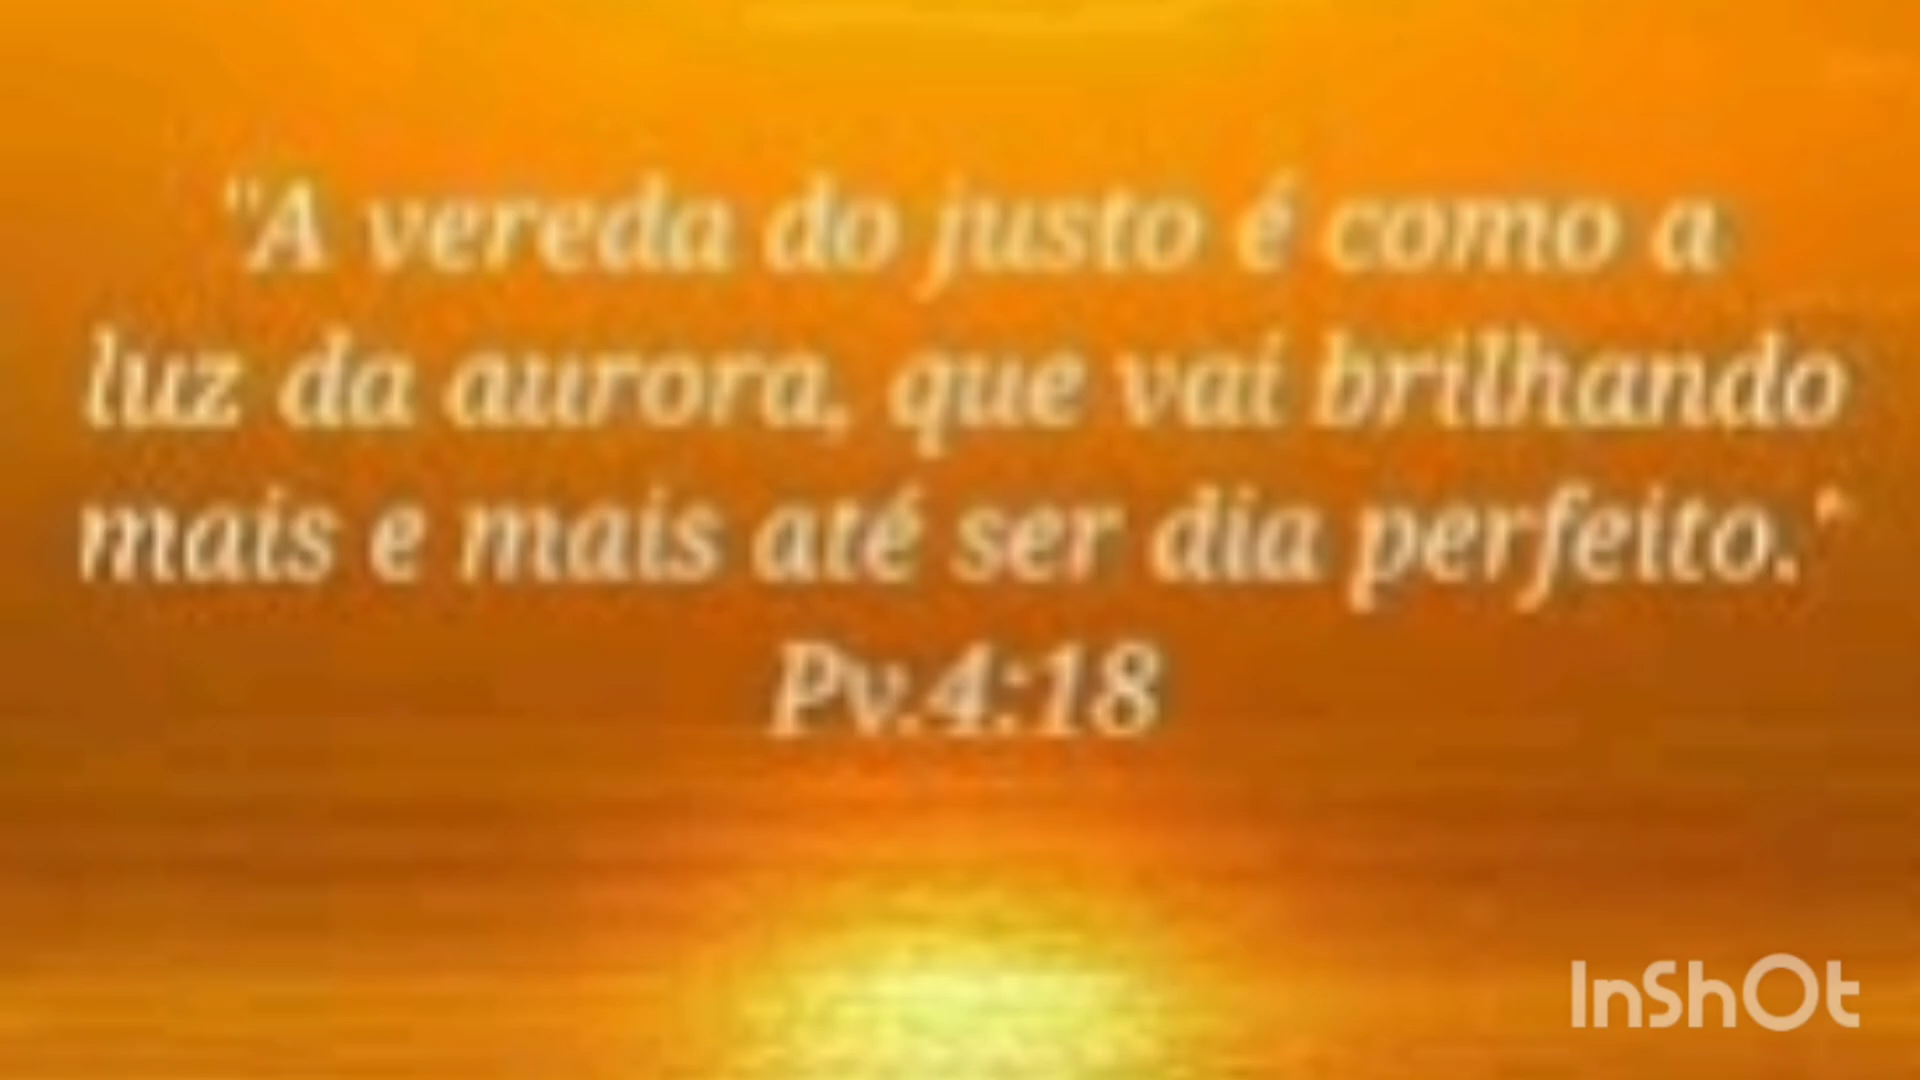 "A vereda do justo é como a
luz da aurora, que vai brilhando
mais e mais até ser dia perfeito."
Pv.4:18
InShOt